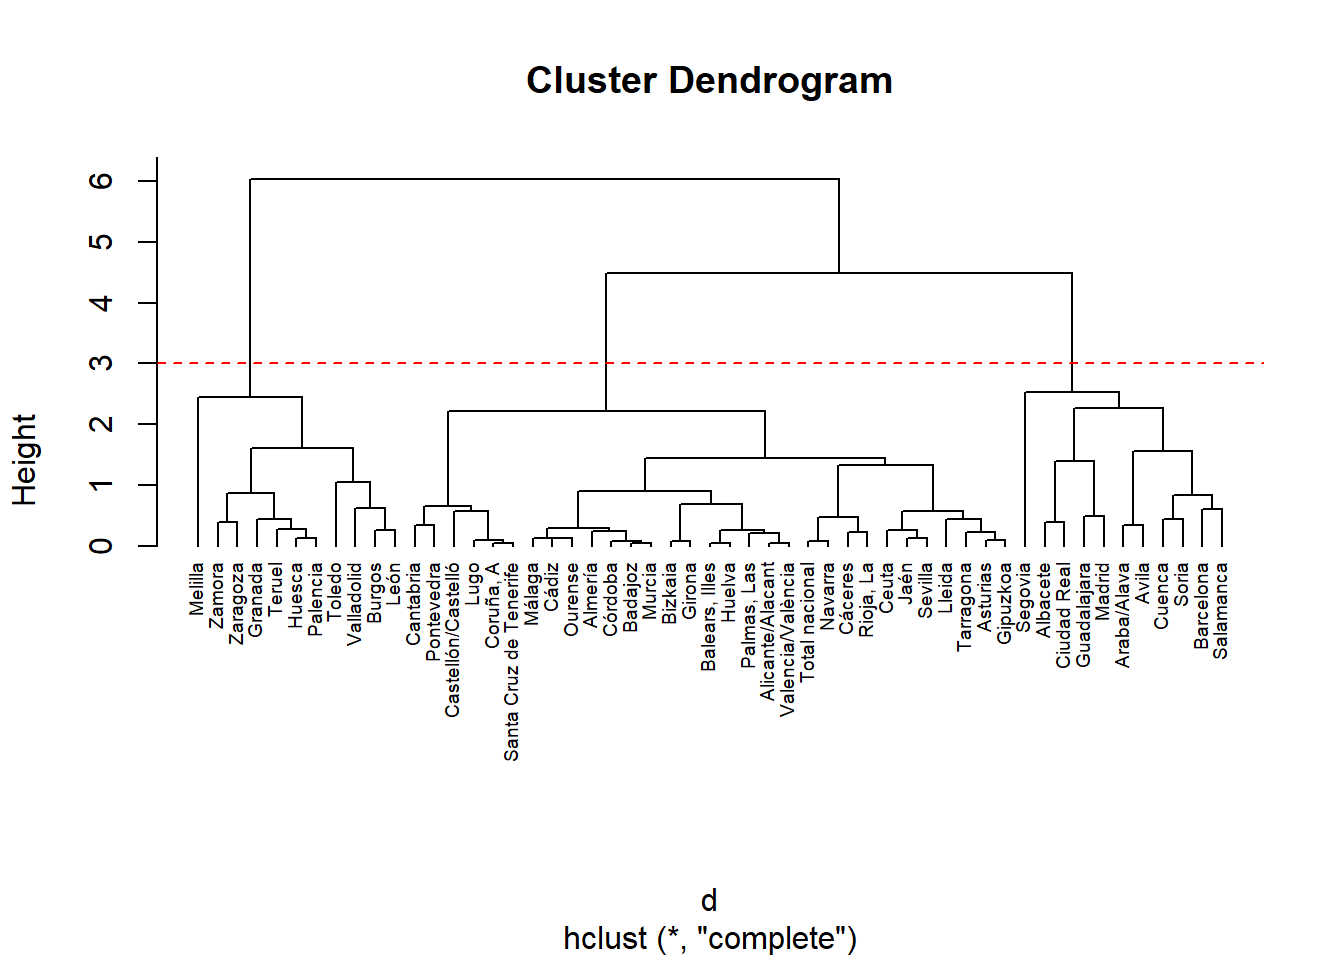 Cluster Dendrogram
Height
6
5
4
3
2
1
0
Melilla
Zamora
Zaragoza
Granada
Teruel
Huesca
Palencia
Toledo
Valladolid
Burgos
León
Cantabria
Pontevedra
Castellón/Castelló
Lugo
Coruña, A
Santa Cruz de Tenerife
Málaga
Cádiz
Ourense
Almería
Córdoba
Badajoz
Murcia
Bizkaia
Girona
Balears, Illes
Huelva
Palmas, Las
Alicante/Alacant
Valencia/València
Total nacional
Navarra
Cáceres
Rioja, La
Ceuta
Jaén
Sevilla
Lleida
Tarragona
Asturias
Gipuzkoa
Segovia
Albacete
Ciudad Real
Guadalajara
Madrid
Araba/Álava
Ávila
Cuenca
Soria
Barcelona
Salamanca
d
hclust (*, "complete")